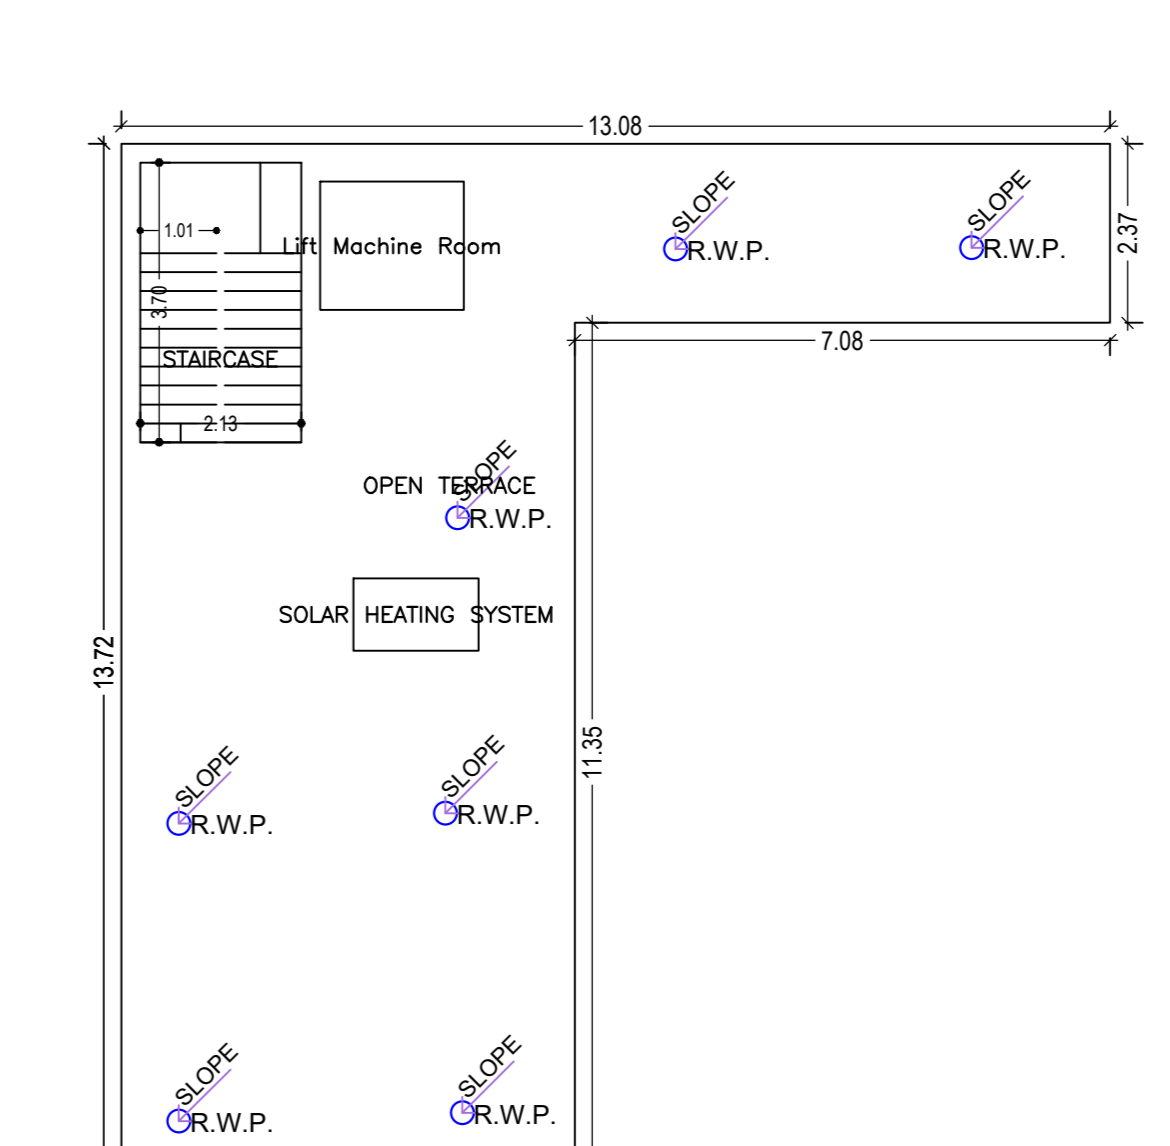 13.08
SLOPE
SLOPE
1.01
Lift Machine Room
R.W.P.
R.W.P.
2.37
3.70
7.08
STAIRCASE
2.13
SLOPE
OPEN TERRACE
R.W.P.
SOLAR HEATING SYSTEM
13.72
11.35
SLOPE
SLOPE
R.W.P.
R.W.P.
SLOPE
SLOPE
R.W.P.
R.W.P.